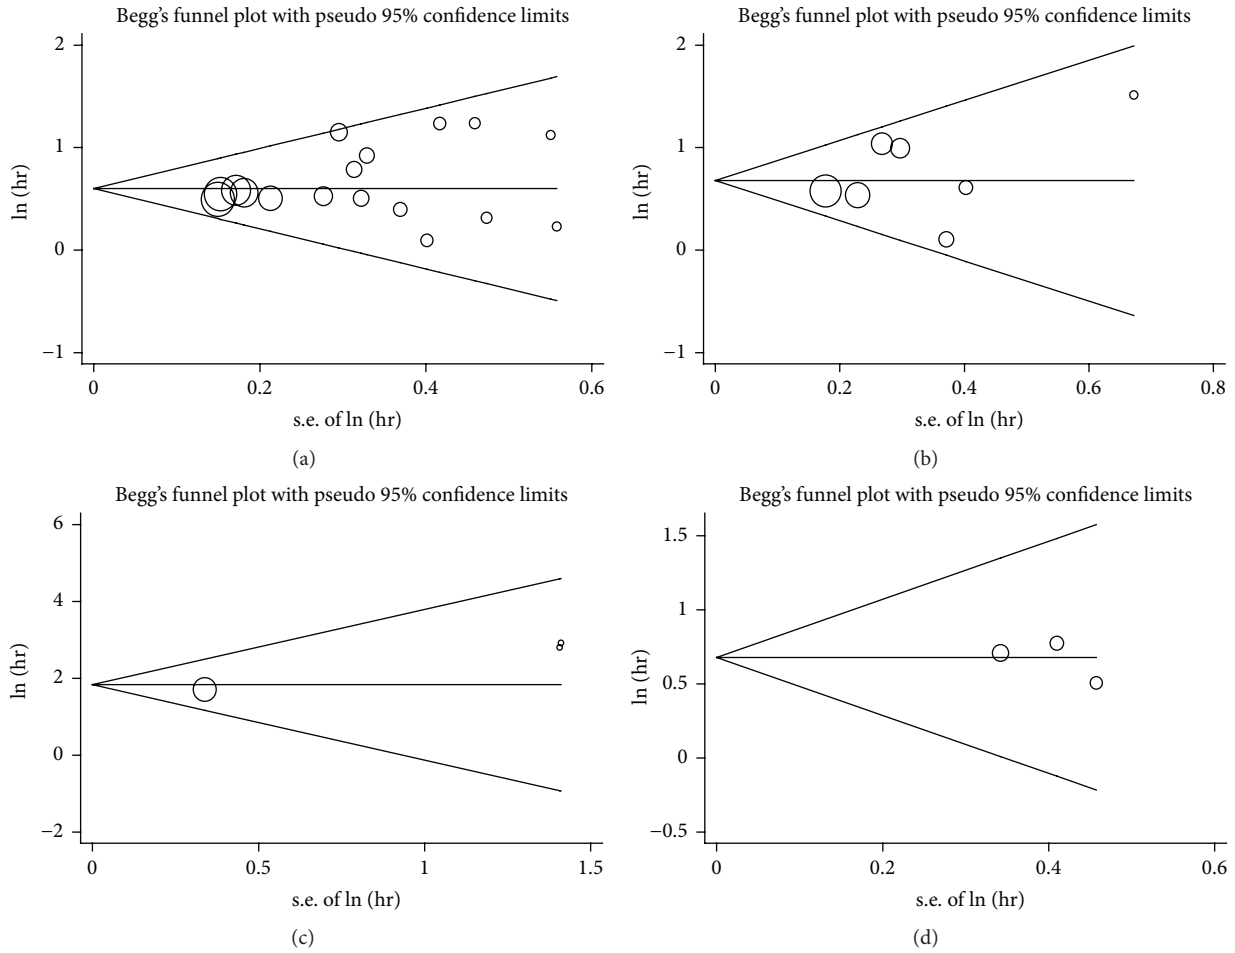 Begg's funnel plot with pseudo 95% confidence limits
2
1
0
−1
ln (hr)
0 0.2 0.4 0.6
s.e. of ln (hr)
(a)
Begg's funnel plot with pseudo 95% confidence limits
2
1
0
−1
ln (hr)
0 0.2 0.4 0.6 0.8
s.e. of ln (hr)
(b)
Begg's funnel plot with pseudo 95% confidence limits
6
4
2
0
−2
ln (hr)
0 0.5 1 1.5
s.e. of ln (hr)
(c)
Begg's funnel plot with pseudo 95% confidence limits
1.5
1
0.5
0
−0.5
ln (hr)
0 0.2 0.4 0.6
s.e. of ln (hr)
(d)